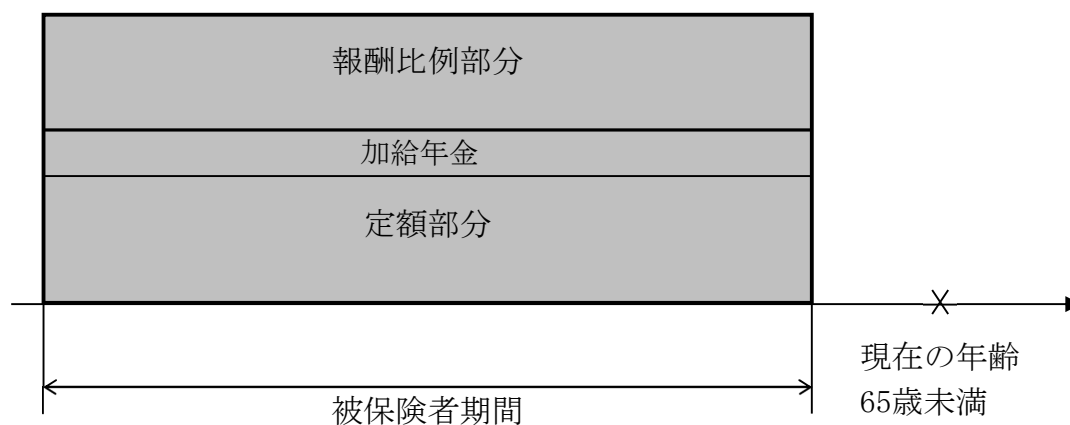 報酬比例部分
加給年金
定額部分
現在の年齢
65歳未満
被保険者期間